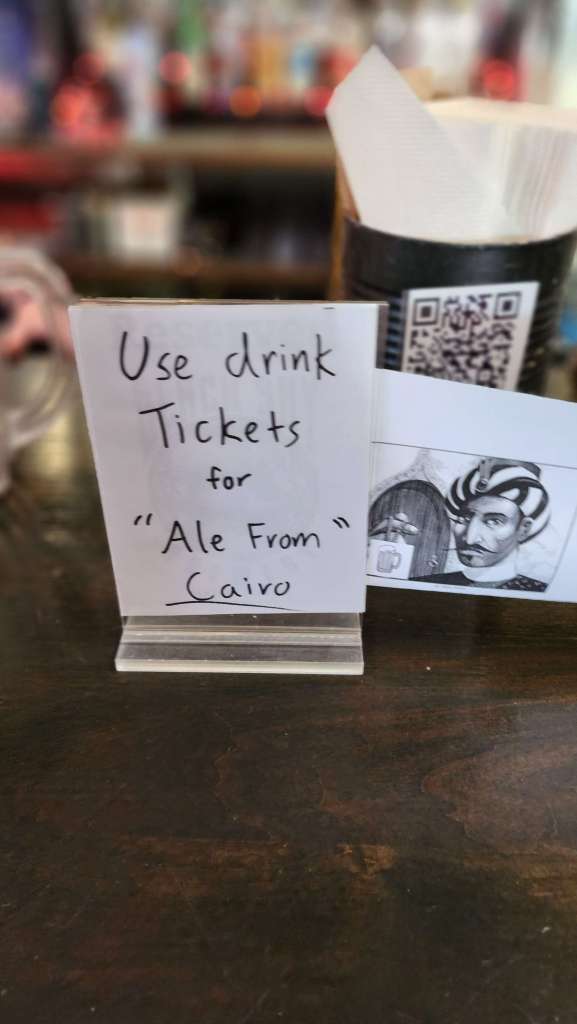 Use drink
Tickets
for
"Ale From"
Cairo